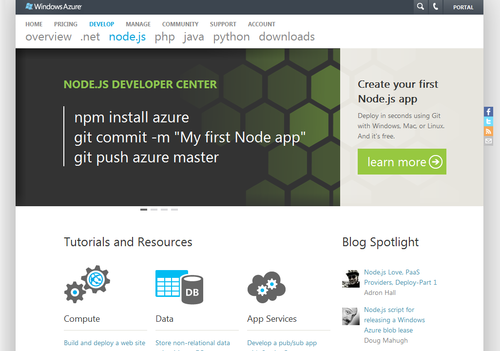 Windows Azure
PORTAL
HOME PRICING DEVELOP MANAGE COMMUNITY SUPPORT ACCOUNT
overview .net node.js php java python downloads
NODE.JS DEVELOPER CENTER
npm install azure
git commit -m "My first Node app"
git push azure master
Create your first
Node.js app
Deploy in seconds using Git
with Windows, Mac, or Linux.
And it's free.
learn more
Tutorials and Resources
Compute
Build and deploy a web site
DB
Data
Store non-relational data
App Services
Develop a pub/sub app
Blog Spotlight
Node.js Love, PaaS
Providers, Deploy-Part 1
Adron Hall
Node.js script for
releasing a Windows
Azure blob lease
Doug Mahugh